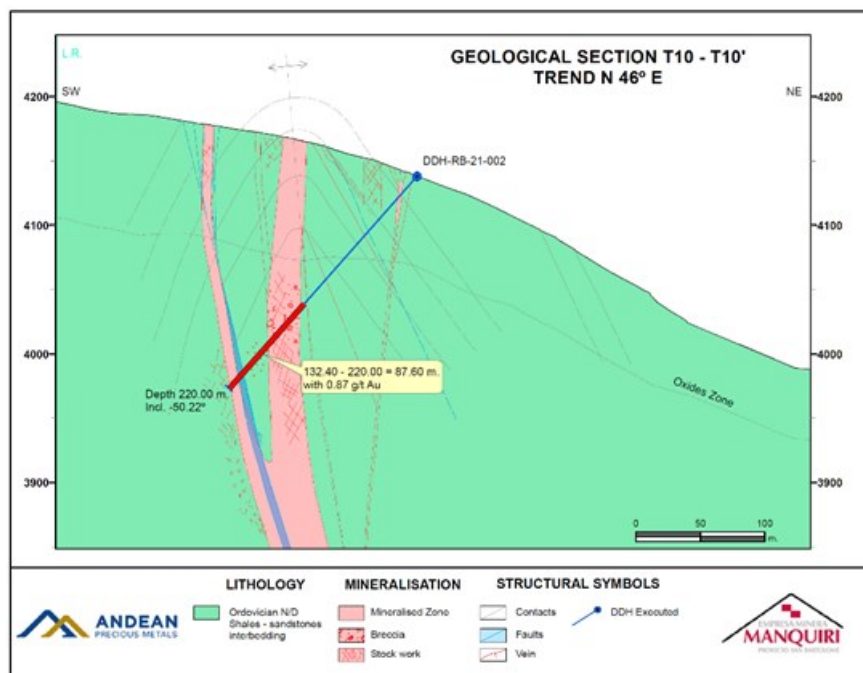 L.R.
GEOLOGICAL SECTION T10 - T10'
TREND N 46º E
SW
NE
4200
4200
DDH-RB-21-002
4100
4100
4000
4000
132.40 - 220.00 = 87.60 m.
with 0.87 g/t Au
Depth 220.00 m.
Incl. -50.22º
Oxides Zone
3900
3900
0 50 100
m.
LITHOLOGY
MINERALISATION
STRUCTURAL SYMBOLS
Ordovician N/D
Shales - sandstones
interbedding
Mineralised Zone
Breccia
Stock work
Contacts
Faults
Vein
DDH Executed
ANDEAN
PRECIOUS METALS
EMPRESA MINERA
MANQUIRI
PROYECTO SAN BARTOLOMÉ